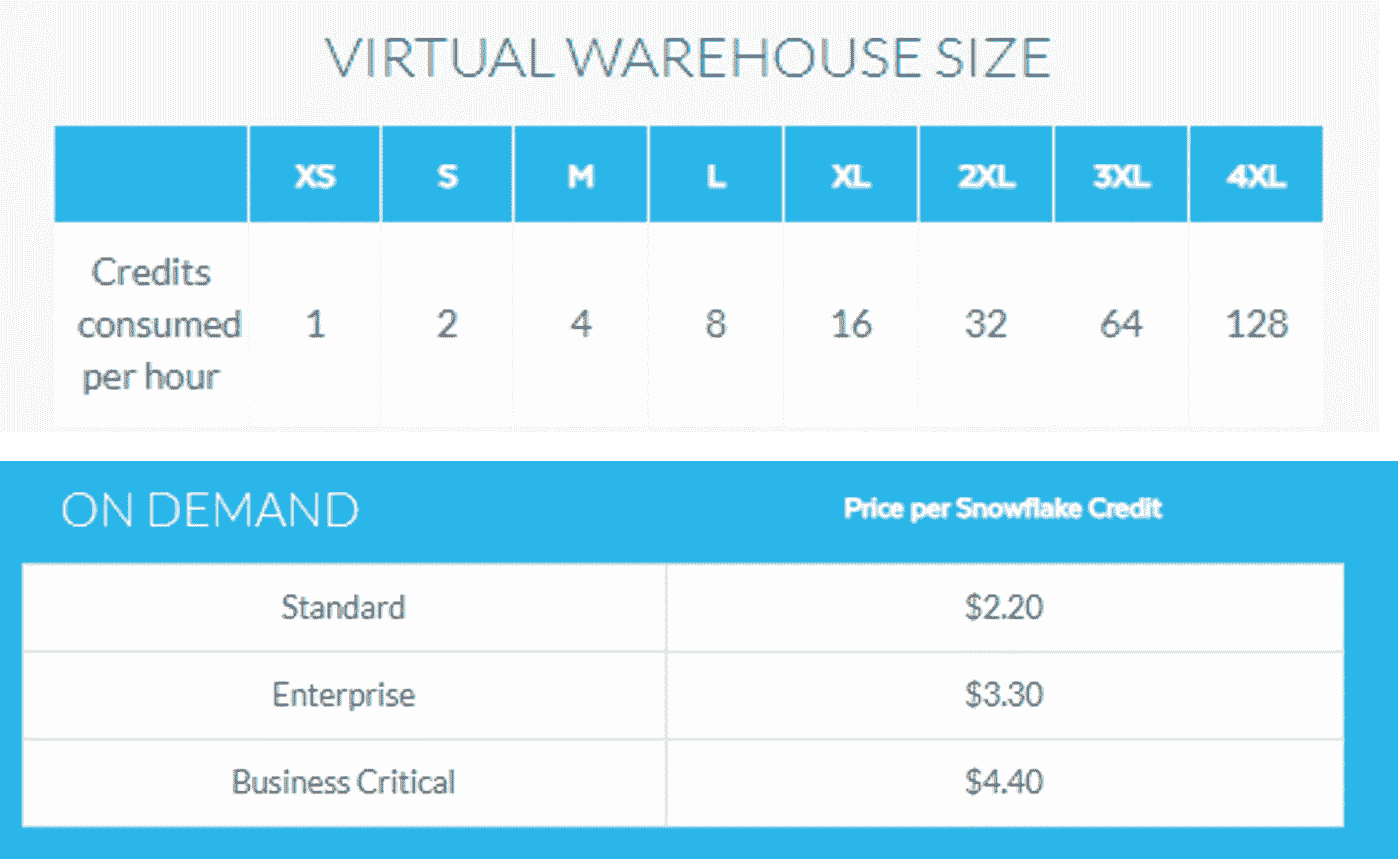 VIRTUAL WAREHOUSE SIZE
XS S M L XL 2XL 3XL 4XL
Credits
consumed
per hour
1 2 4 8 16 32 64 128
ON DEMAND Price per Snowflake Credit
Standard $2.20
Enterprise $3.30
Business Critical $4.40